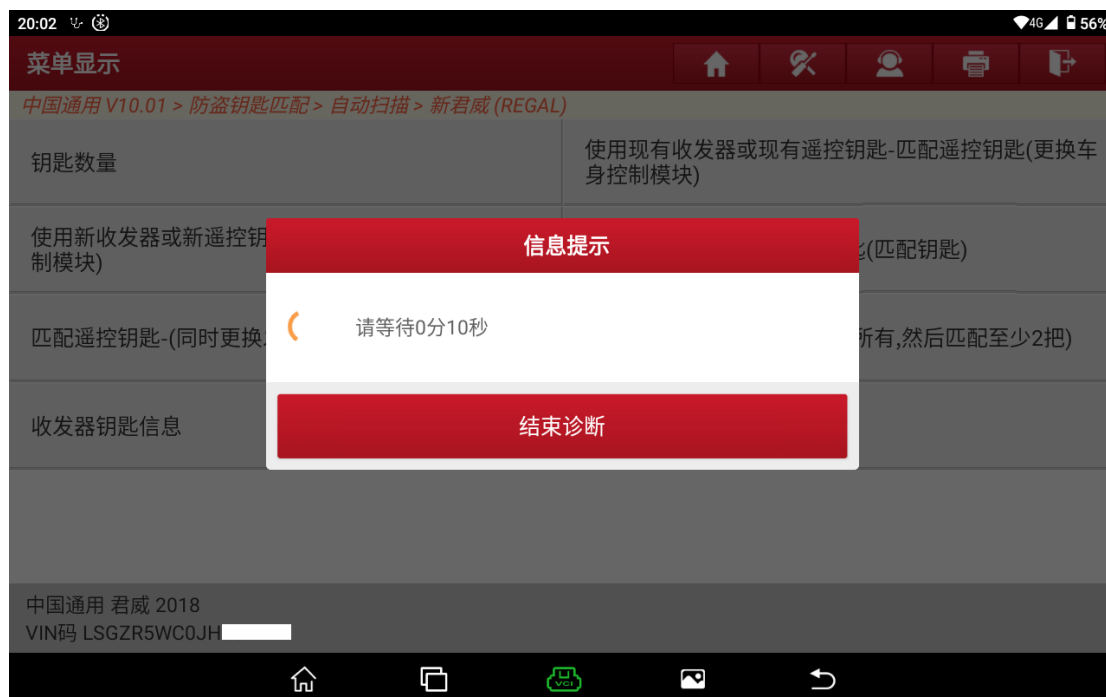 20:02
4G 56%
菜单显示
中国通用 V10.01 > 防盗钥匙匹配 > 自动扫描 > 新君威 (REGAL)
钥匙数量
使用现有收发器或现有遥控钥匙-匹配遥控钥匙(更换车
身控制模块)
使用新收发器或新遥控钥
制模块)
(匹配钥匙)
信息提示
请等待0分10秒
匹配遥控钥匙-(同时更换
所有,然后匹配至少2把)
收发器钥匙信息
结束诊断
中国通用 君威 2018
VIN码 LSGZR5WC0JH
VCI